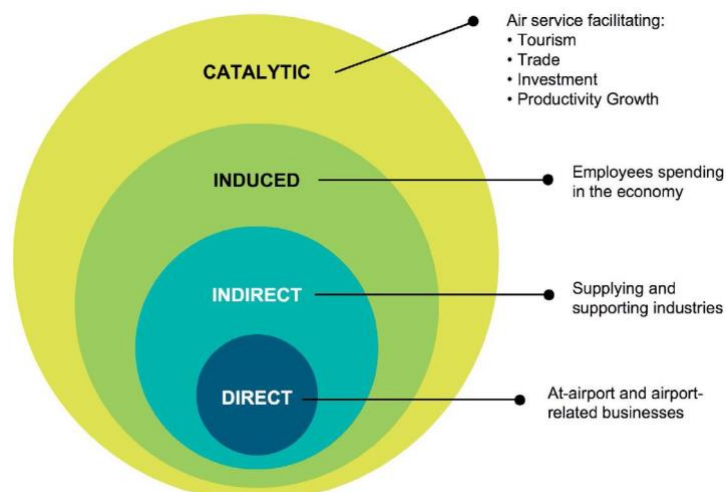 Air service facilitating:
• Tourism
• Trade
• Investment
• Productivity Growth
CATALYTIC
INDUCED
Employees spending
in the economy
INDIRECT
Supplying and
supporting industries
DIRECT
At-airport and airport-
related businesses